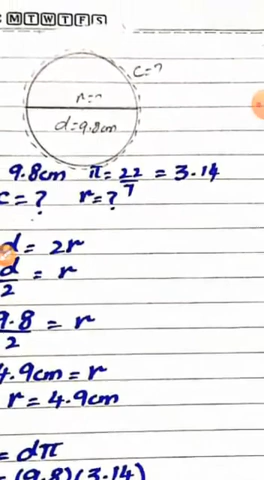 M T W T F S
C=?
r=?
d=9.8cm
9.8cm π=22/7 = 3.14
c=? r=?
d = 2r
d/2 = r
9.8/2 = r
4.9cm = r
r = 4.9cm
= dπ
= (9.8)(3.14)